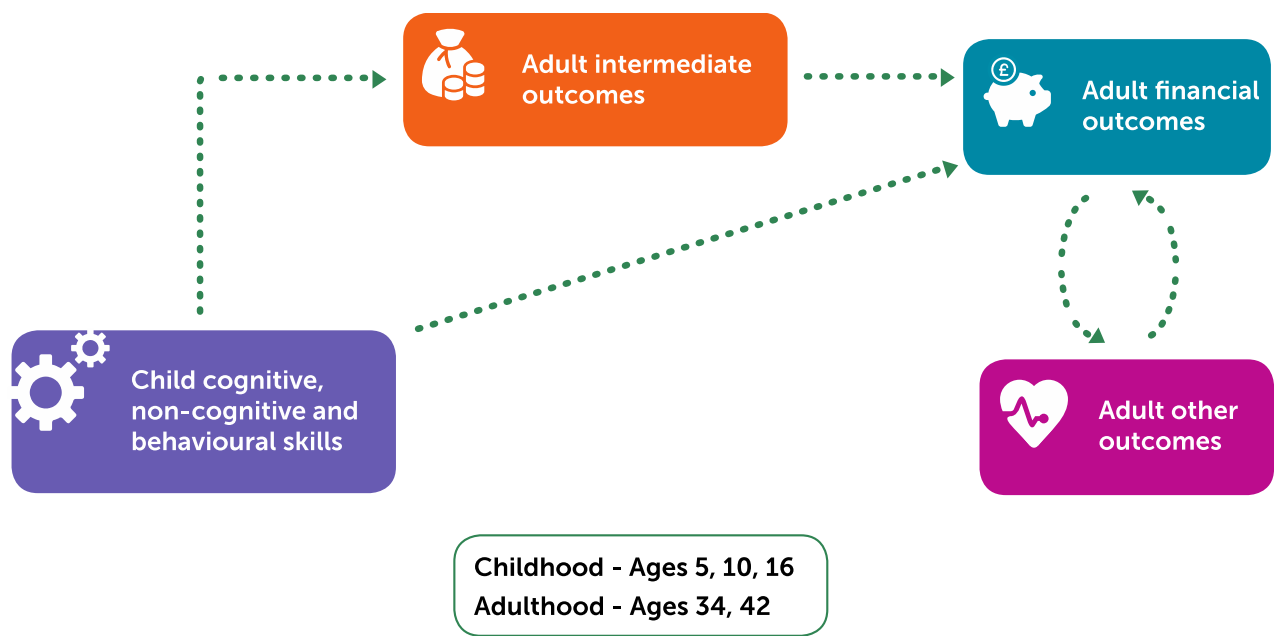 Adult intermediate
outcomes
£
Adult financial
outcomes
Child cognitive,
non-cognitive and
behavioural skills
Adult other
outcomes
Childhood - Ages 5, 10, 16
Adulthood - Ages 34, 42